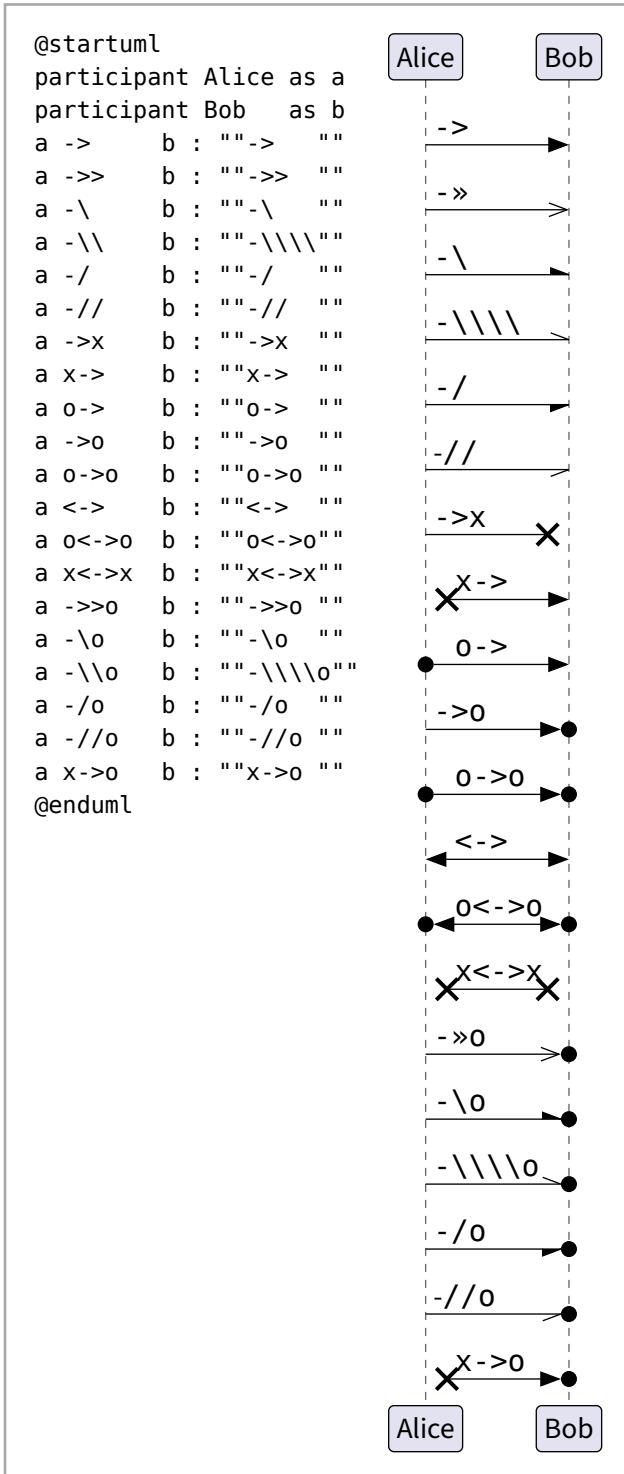 @startuml
participant Alice as a
participant Bob   as b
a ->     b : ""->   ""
a ->>    b : ""->>  ""
a -\     b : ""-\   ""
a -\\    b : ""-\\\\""
a -/     b : ""-/   ""
a -//    b : ""-//  ""
a ->x    b : ""->x  ""
a x->    b : ""x->  ""
a o->    b : ""o->  ""
a ->o    b : ""->o  ""
a o->o   b : ""o->o ""
a <->    b : ""<->  ""
a o<->o  b : ""o<->o""
a x<->x  b : ""x<->x""
a ->>o   b : ""->>o ""
a -\o    b : ""-\o  ""
a -\\o   b : ""-\\\\o""
a -/o    b : ""-/o  ""
a -//o   b : ""-//o ""
a x->o   b : ""x->o ""
@enduml
Alice Bob
->
-»
-\
-\\\\
-/
-//
->x
x->
o->
->o
o->o
<->
o<->o
x<->x
-»o
-\o
-\\\\o
-/o
-//o
x->o
Alice Bob